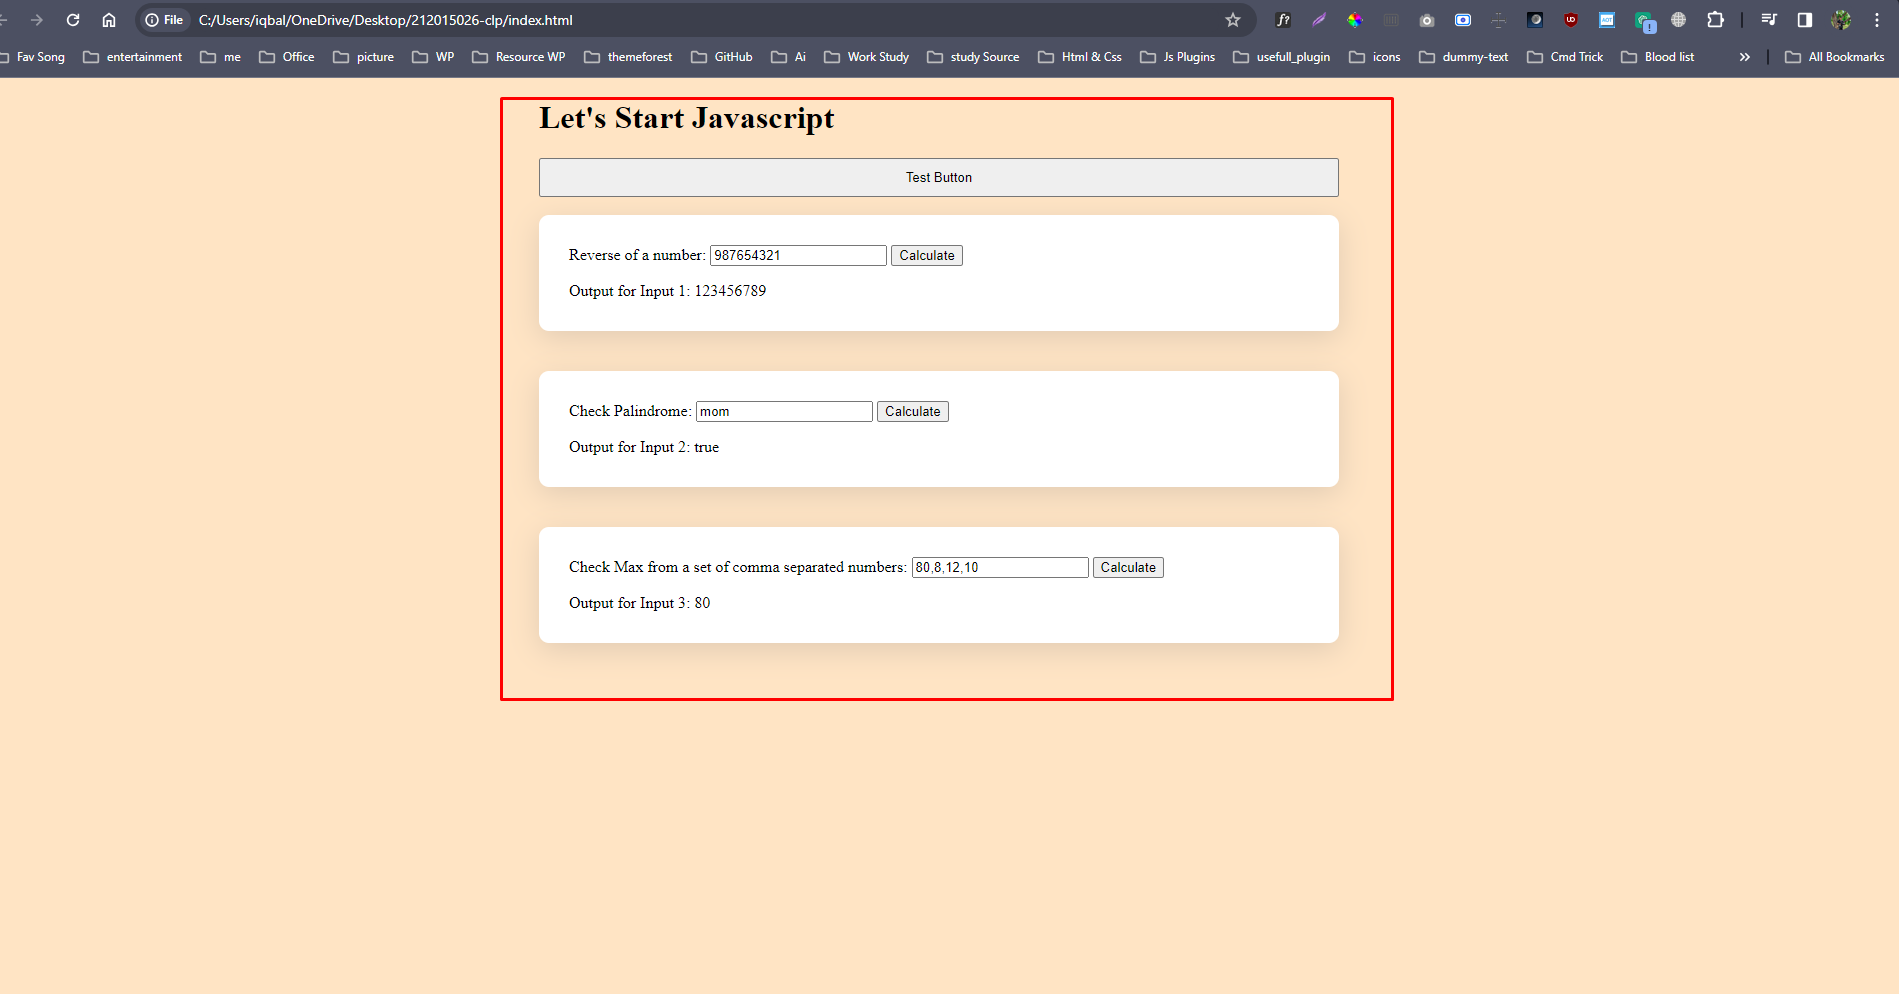 File C:/Users/iqbal/OneDrive/Desktop/212015026-clp/index.html
Fav Song entertainment me Office picture WP Resource WP themeforest GitHub Ai Work Study study Source Html & Css Js Plugins usefull_plugin icons dummy-text Cmd Trick Blood list » All Bookmarks
Let's Start Javascript
Test Button
Reverse of a number: 987654321 Calculate
Output for Input 1: 123456789
Check Palindrome: mom Calculate
Output for Input 2: true
Check Max from a set of comma separated numbers: 80,8,12,10 Calculate
Output for Input 3: 80